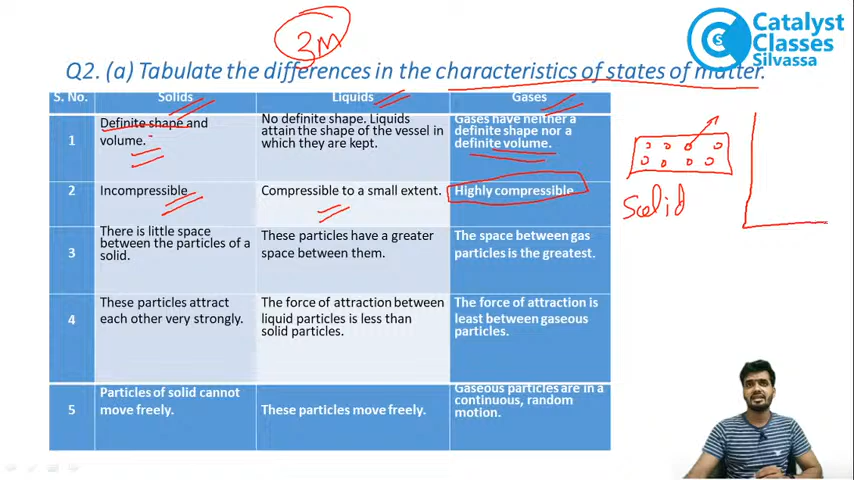 3M
Catalyst
Classes
Silvassa
Q2. (a) Tabulate the differences in the characteristics of states of matter.
S. No.
Solids
Liquids
Gases
1
Definite shape and
volume.
No definite shape. Liquids
attain the shape of the vessel in
which they are kept.
Gases have neither a
definite shape nor a
definite volume.
2
Incompressible
Compressible to a small extent.
Highly compressible
3
There is little space
between the particles of a
solid.
These particles have a greater
space between them.
The space between gas
particles is the greatest.
4
These particles attract
each other very strongly.
The force of attraction between
liquid particles is less than
solid particles.
The force of attraction is
least between gaseous
particles.
5
Particles of solid cannot
move freely.
These particles move freely.
Gaseous particles are in a
continuous, random
motion.
Solid